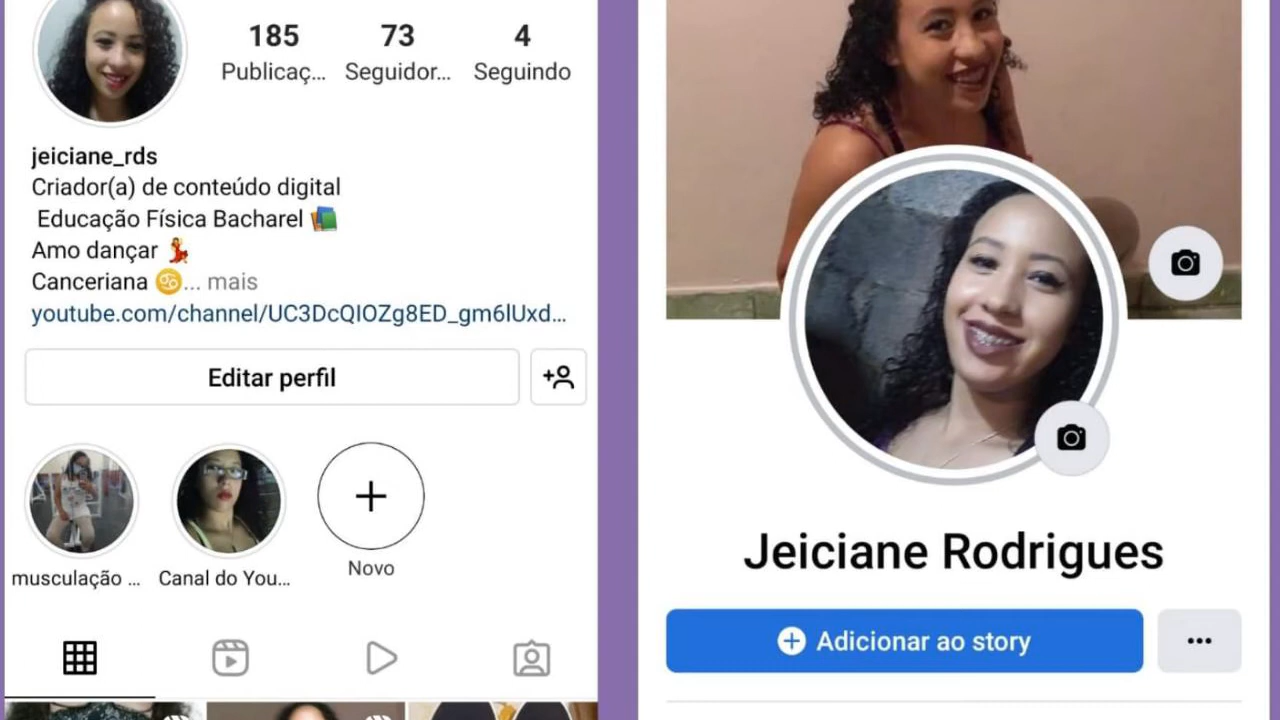 185 73 4
Publicaç... Seguidor... Seguindo
jeiciane_rds
Criador(a) de conteúdo digital
Educação Física Bacharel
Amo dançar
Canceriana ... mais
youtube.com/channel/UC3DcQIOZg8ED_gm6lUxd...
Editar perfil
musculação ... Canal do You... Novo
Jeiciane Rodrigues
Adicionar ao story